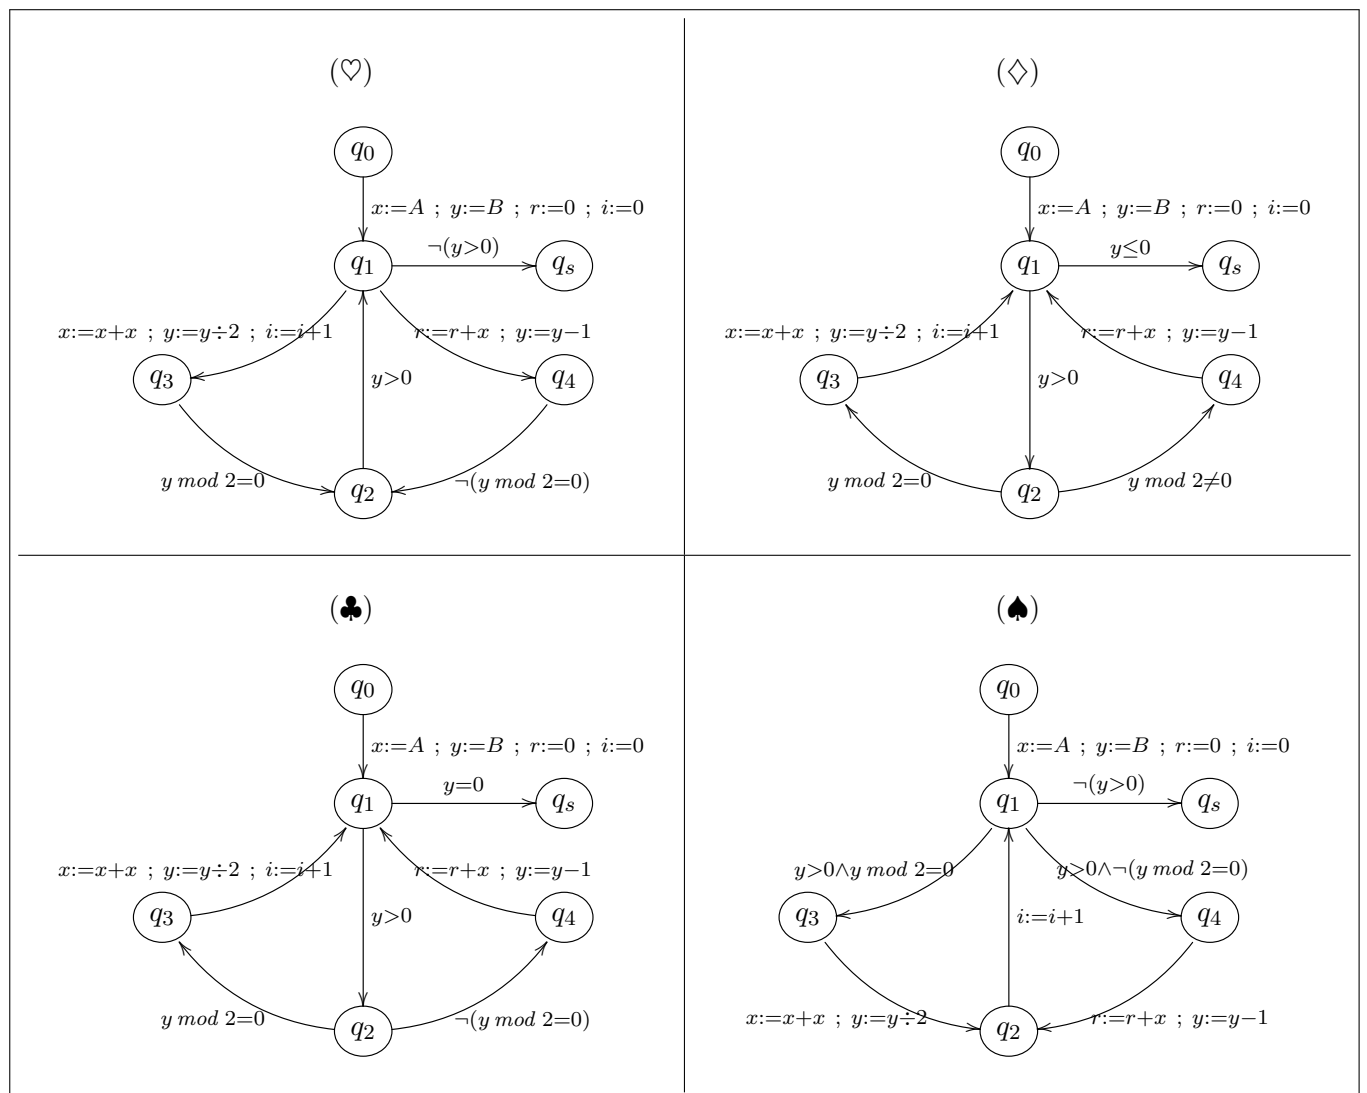 (♡)
q0
x:=A ; y:=B ; r:=0 ; i:=0
¬(y>0)
q1
qs
x:=x+x ; y:=y÷2 ; i:=i+1
r:=r+x ; y:=y−1
q3
y>0
q4
y mod 2=0
¬(y mod 2=0)
q2
(♢)
q0
x:=A ; y:=B ; r:=0 ; i:=0
y≤0
q1
qs
x:=x+x ; y:=y÷2 ; i:=i+1
r:=r+x ; y:=y−1
q3
y>0
q4
y mod 2=0
y mod 2≠0
q2
(♣)
q0
x:=A ; y:=B ; r:=0 ; i:=0
y=0
q1
qs
x:=x+x ; y:=y÷2 ; i:=i+1
r:=r+x ; y:=y−1
q3
y>0
q4
y mod 2=0
¬(y mod 2=0)
q2
(♠)
q0
x:=A ; y:=B ; r:=0 ; i:=0
¬(y>0)
q1
qs
y>0∧y mod 2=0
y>0∧¬(y mod 2=0)
q3
i:=i+1
q4
x:=x+x ; y:=y÷2
r:=r+x ; y:=y−1
q2